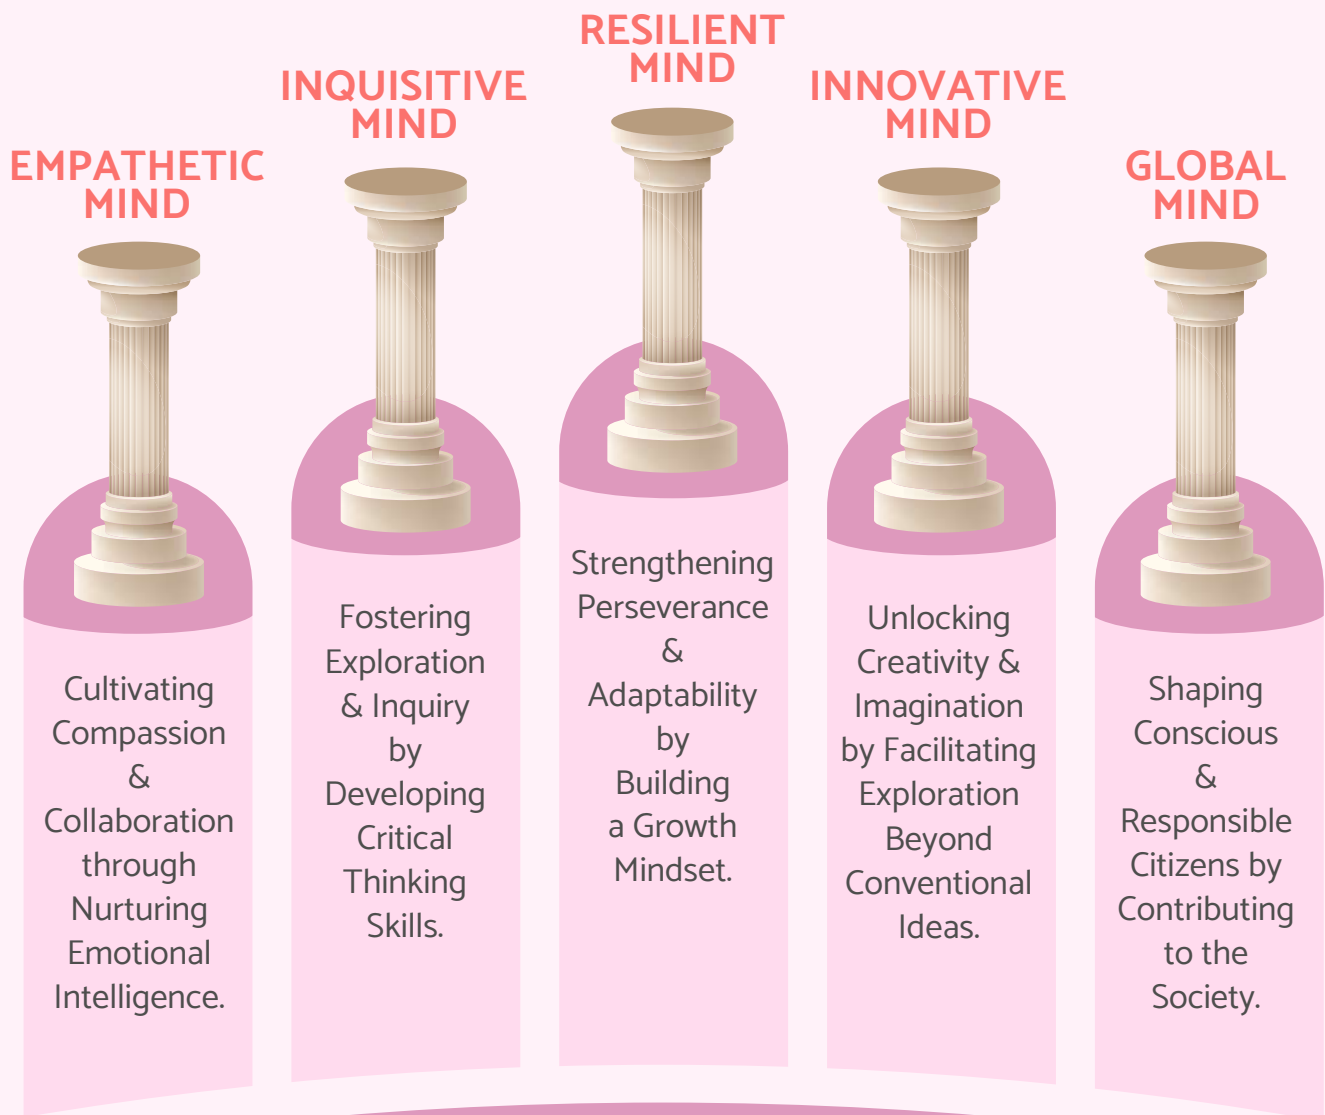 EMPATHETIC
MIND
Cultivating
Compassion
&
Collaboration
through
Nurturing
Emotional
Intelligence.
INQUISITIVE
MIND
Fostering
Exploration
& Inquiry
by
Developing
Critical
Thinking
Skills.
RESILIENT
MIND
Strengthening
Perseverance
&
Adaptability
by
Building
a Growth
Mindset.
INNOVATIVE
MIND
Unlocking
Creativity &
Imagination
by Facilitating
Exploration
Beyond
Conventional
Ideas.
GLOBAL
MIND
Shaping
Conscious
&
Responsible
Citizens by
Contributing
to the
Society.